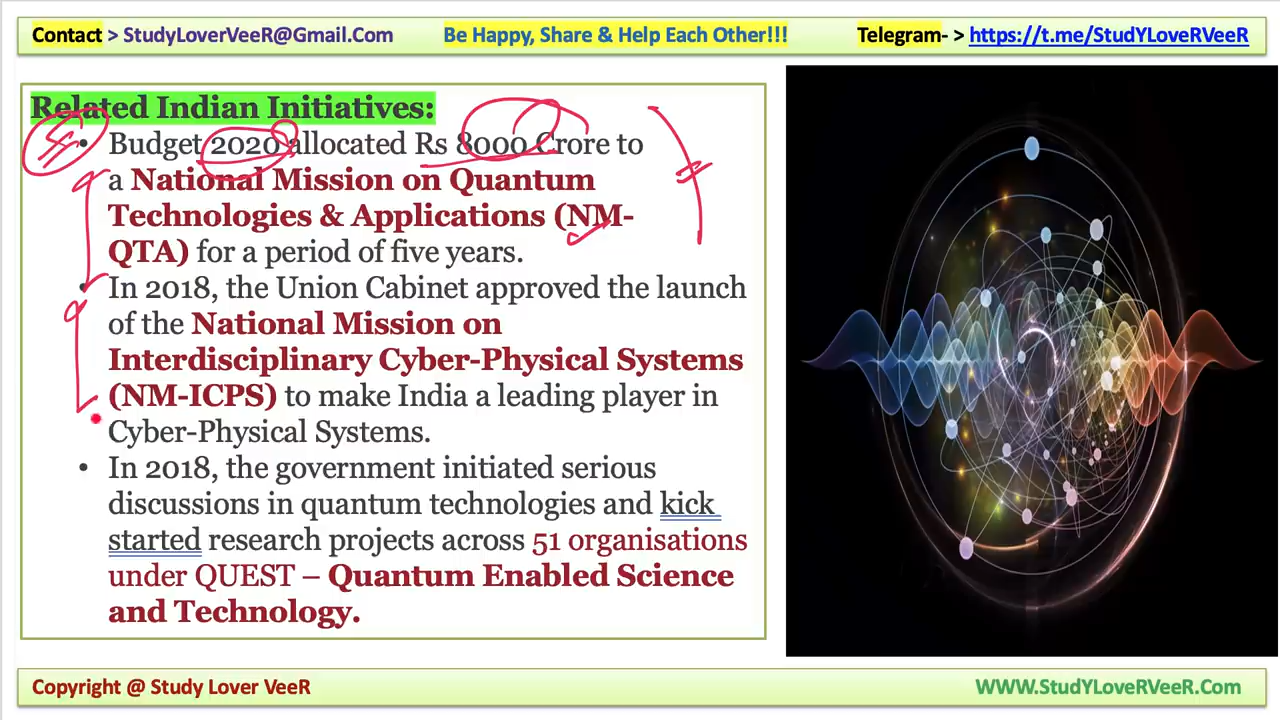 Contact > StudyLoverVeeR@Gmail.Com Be Happy, Share & Help Each Other!!! Telegram- > https://t.me/StudYLoveRVeeR
Related Indian Initiatives:
• Budget 2020 allocated Rs 8000 Crore to
a National Mission on Quantum
Technologies & Applications (NM-
QTA) for a period of five years.
• In 2018, the Union Cabinet approved the launch
of the National Mission on
Interdisciplinary Cyber-Physical Systems
(NM-ICPS) to make India a leading player in
Cyber-Physical Systems.
• In 2018, the government initiated serious
discussions in quantum technologies and kick
started research projects across 51 organisations
under QUEST – Quantum Enabled Science
and Technology.
Copyright @ Study Lover VeeR WWW.StudYLoveRVeeR.Com